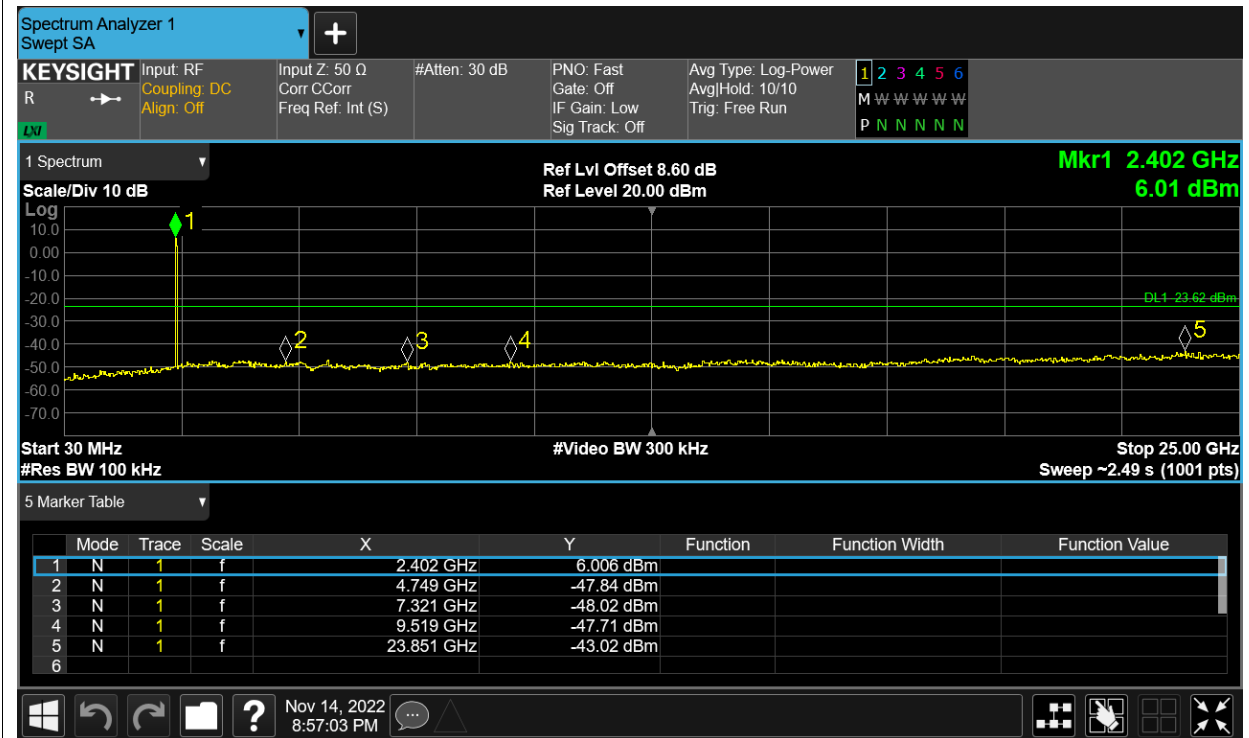 Spectrum Analyzer 1
Swept SA
+
KEYSIGHT Input: RF Input Z: 50 Ω #Atten: 30 dB PNO: Fast Avg Type: Log-Power 1 2 3 4 5 6
R Coupling: DC Corr CCorr Gate: Off Avg|Hold: 10/10 M W W W W W
Align: Off Freq Ref: Int (S) IF Gain: Low Trig: Free Run
LXI Sig Track: Off P N N N N N N
1 Spectrum Ref Lvl Offset 8.60 dB Mkr1 2.402 GHz
Scale/Div 10 dB Ref Level 20.00 dBm 6.01 dBm
Log
1
10.0
0.00
-10.0
-20.0 DL1 -23.62 dBm
-30.0
2 3 4 5
-40.0
-50.0
-60.0
-70.0
Start 30 MHz #Video BW 300 kHz Stop 25.00 GHz
#Res BW 100 kHz Sweep ~2.49 s (1001 pts)
5 Marker Table
Mode Trace Scale X Y Function Function Width Function Value
1 N 1 f 2.402 GHz 6.006 dBm
2 N 1 f 4.749 GHz -47.84 dBm
3 N 1 f 7.321 GHz -48.02 dBm
4 N 1 f 9.519 GHz -47.71 dBm
5 N 1 f 23.851 GHz -43.02 dBm
6
? Nov 14, 2022
8:57:03 PM